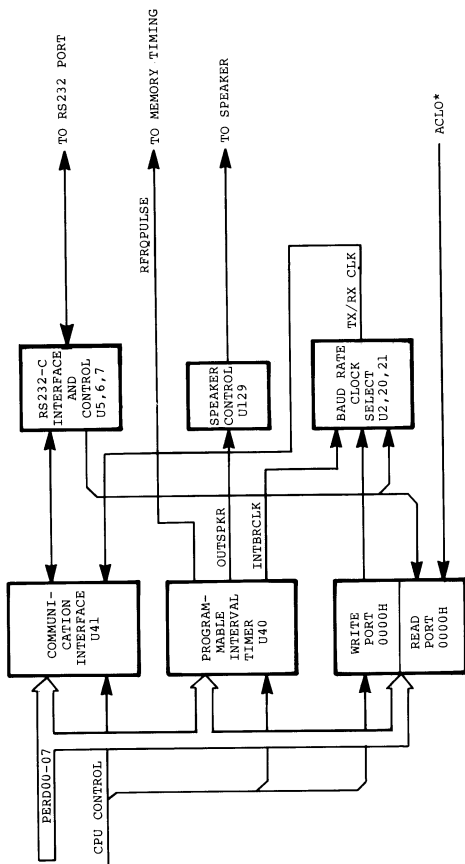 TO RS232 PORT
TO MEMORY TIMING
TO SPEAKER
ACLO*
RFRQPULSE
RS232-C
INTERFACE
AND
CONTROL
U5,6,7
SPEAKER
CONTROL
U129
TX/RX CLK
BAUD RATE
CLOCK
SELECT
U2,20,21
OUTSPKR
INTBRCLK
COMMUNI-
CATION
INTERFACE
U41
PROGRAM-
MABLE
INTERVAL
TIMER
U40
WRITE
PORT
0000H
READ
PORT
0000H
PERD00-07
CPU CONTROL